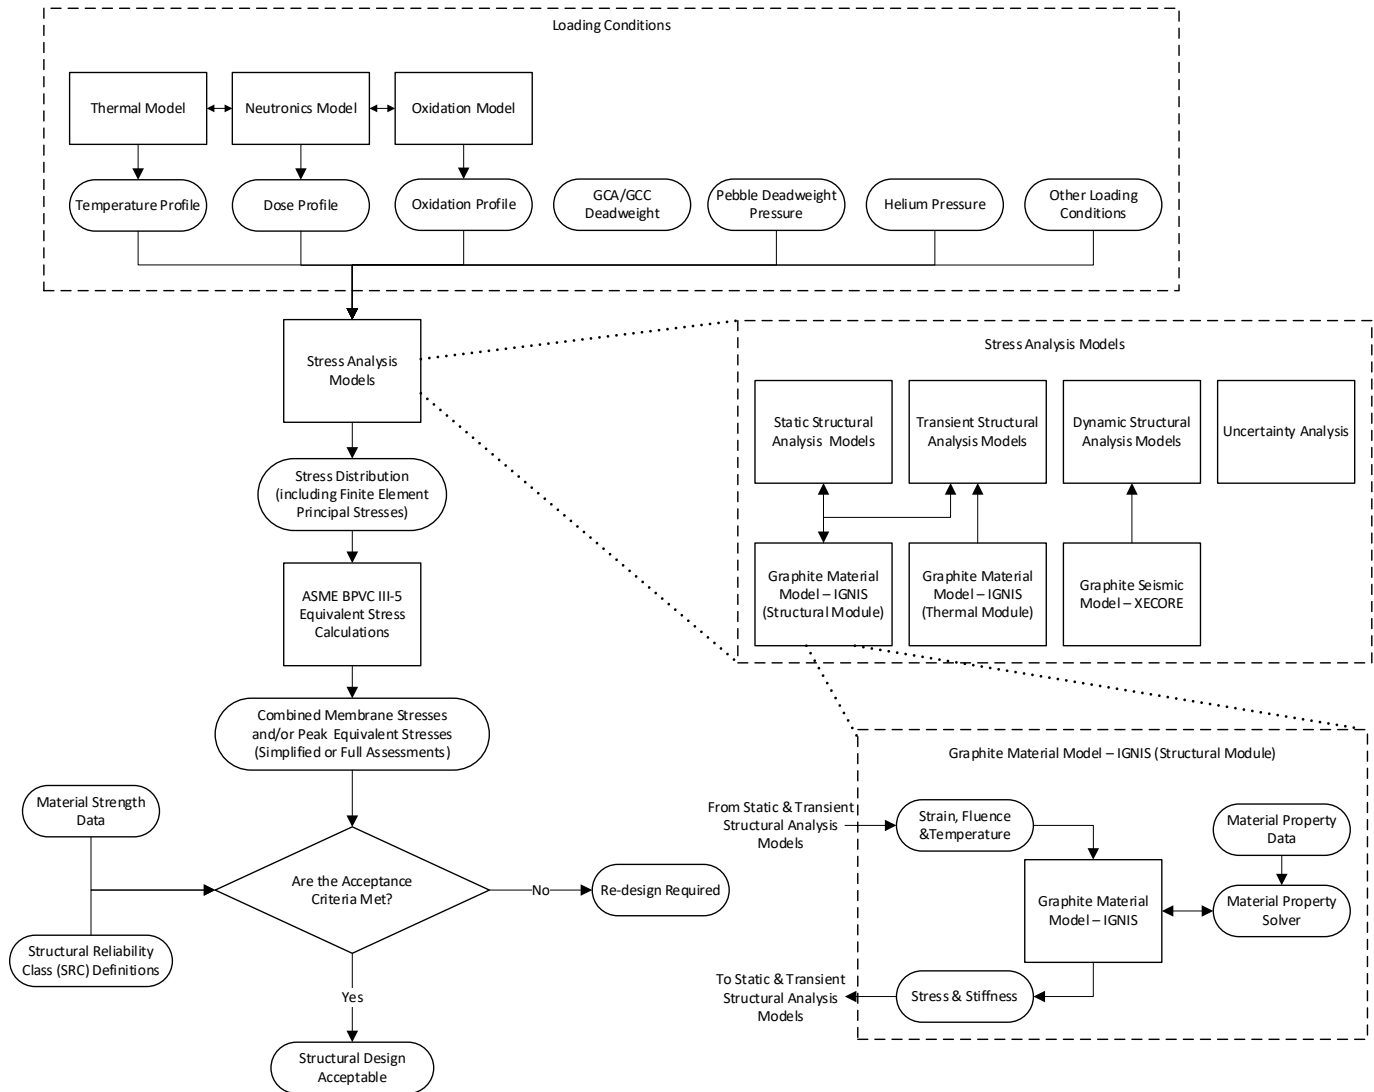 Loading Conditions
Thermal Model
Neutronics Model
Oxidation Model
Temperature Profile
Dose Profile
Oxidation Profile
GCA/GCC
Deadweight
Pebble Deadweight
Pressure
Helium Pressure
Other Loading
Conditions
Stress Analysis
Models
Stress Distribution
(including Finite Element
Principal Stresses)
ASME BPVC III-5
Equivalent Stress
Calculations
Combined Membrane Stresses
and/or Peak Equivalent Stresses
(Simplified or Full Assessments)
Material Strength
Data
Structural Reliability
Class (SRC) Definitions
Are the Acceptance
Criteria Met?
No
Re-design Required
Yes
Structural Design
Acceptable
Stress Analysis Models
Static Structural
Analysis Models
Transient Structural
Analysis Models
Dynamic Structural
Analysis Models
Uncertainty Analysis
Graphite Material
Model – IGNIS
(Structural Module)
Graphite Material
Model – IGNIS
(Thermal Module)
Graphite Seismic
Model – XECORE
Graphite Material Model – IGNIS (Structural Module)
From Static & Transient
Structural Analysis
Models
Strain, Fluence
&Temperature
Material Property
Data
Graphite Material
Model – IGNIS
Material Property
Solver
To Static & Transient
Structural Analysis
Models
Stress & Stiffness